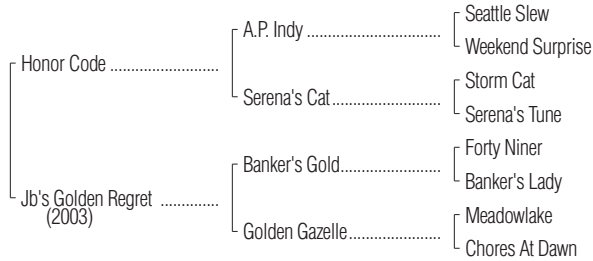 Seattle Slew
A.P. Indy ............................
Weekend Surprise
Honor Code .......................
Storm Cat
Serena's Cat .......................
Serena's Tune
Forty Niner
Banker's Gold .....................
Banker's Lady
Jb's Golden Regret ..............
(2003)
Meadowlake
Golden Gazelle ...................
Chores At Dawn